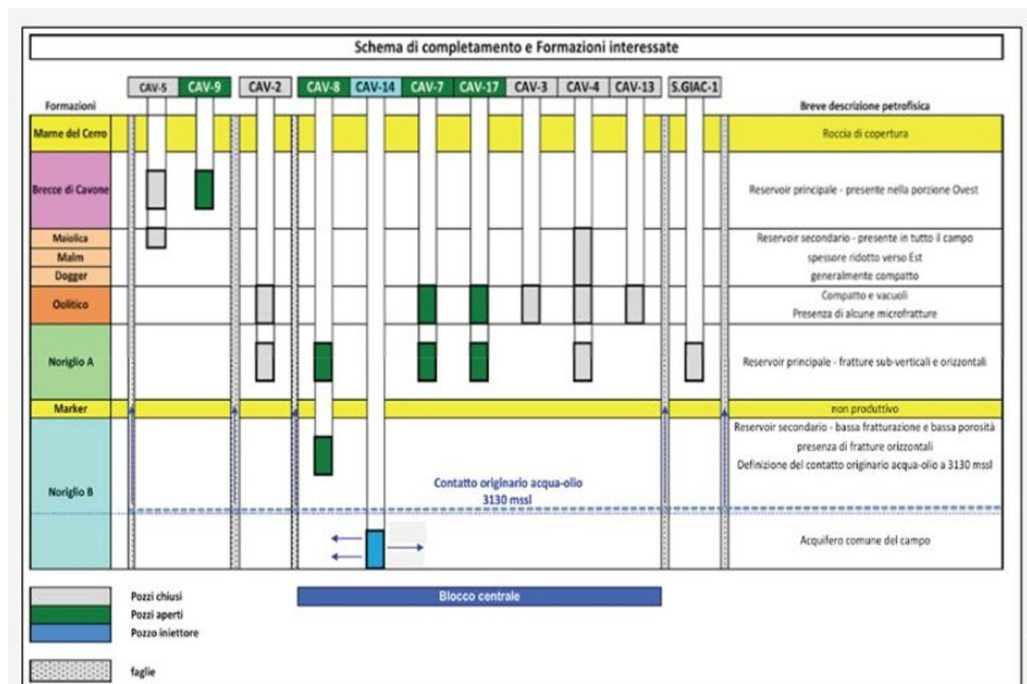 Schema di completamento e Formazioni interessate
CAV-5 CAV-9 CAV-2 CAV-8 CAV-14 CAV-7 CAV-17 CAV-3 CAV-4 CAV-13 S.GIAC-1
Formazioni
Breve descrizione petrofisica
Marne del Cerro
Roccia di copertura
Brecce di Cavone
Reservoir principale - presente nella porzione Ovest
Maiolica
Malm
Dogger
Reservoir secondario - presente in tutto il campo
spessore ridotto verso Est
generalmente compatto
Oolitico
Compatto e vacuoli
Presenza di alcune microfratture
Noriglio A
Reservoir principale - fratture sub-verticali e orizzontali
Marker
non produttivo
Noriglio B
Reservoir secondario - bassa fratturazione e bassa porosità
presenza di fratture orizzontali
Definizione del contatto originario acqua-olio a 3130 mssl
Contatto originario acqua-olio
3130 mssl
Acquifero comune del campo
Pozzi chiusi
Pozzi aperti
Pozzo iniettore
faglie
Blocco centrale